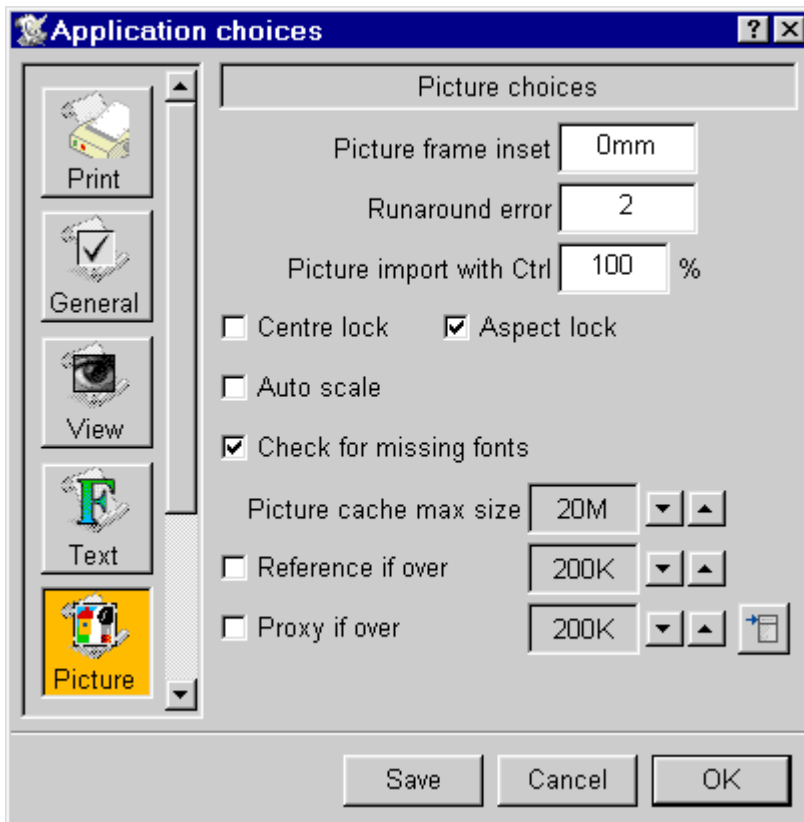 Application choices
Print
General
View
Text
Picture
Picture choices
Picture frame inset 0mm
Runaround error 2
Picture import with Ctrl 100 %
Centre lock Aspect lock
Auto scale
Check for missing fonts
Picture cache max size 20M
Reference if over 200K
Proxy if over 200K
Save Cancel OK